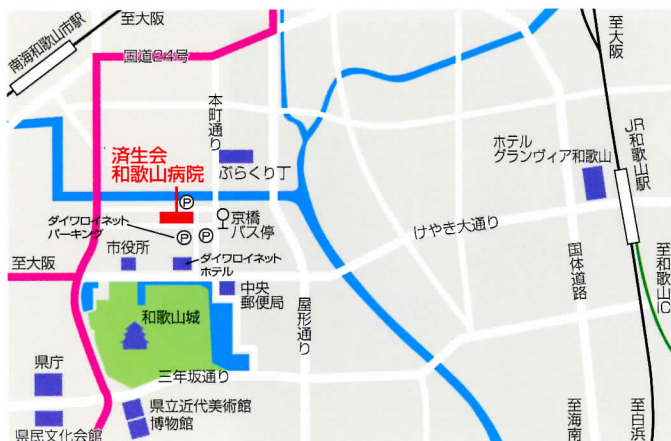 至大阪
南海和歌山市駅
国道24号
至大阪
本町通り
JR和歌山駅
済生会
和歌山病院
ぶらくり丁
ホテル
グランヴィア和歌山
P
ダイワロイネット
パーキング
P
P
京橋
バス停
けやき大通り
市役所
至大阪
ダイワロイネット
ホテル
国体道路
至和歌山IC
中央
郵便局
和歌山城
屋形通り
県庁
三年坂通り
県立近代美術館
博物館
県民文化会館
至海南
至白浜